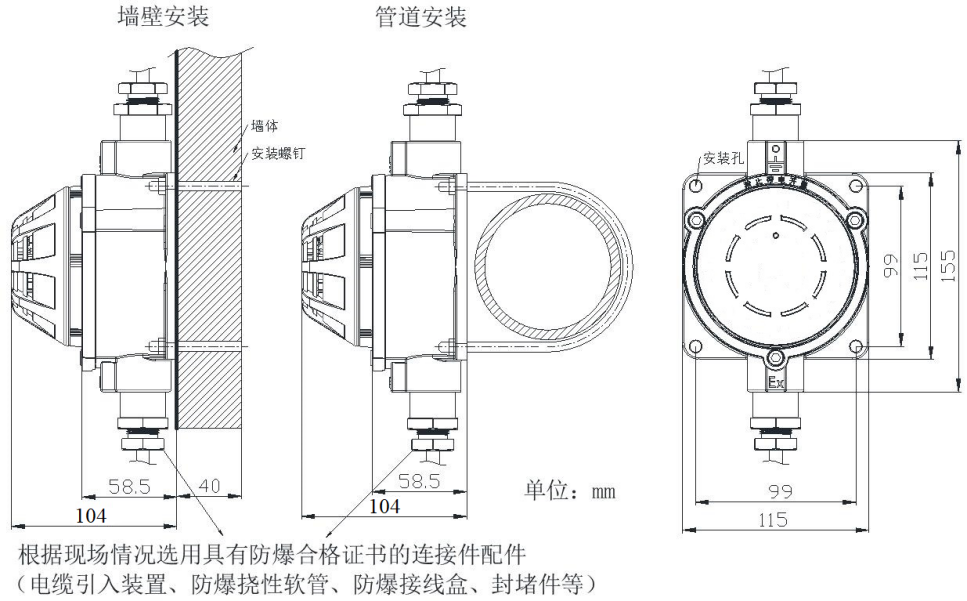 墙壁安装
管道安装
墙体
安装螺钉
安装孔
Ex
99
115
155
58.5
40
104
58.5
104
单位：mm
99
115
根据现场情况选用具有防爆合格证书的连接件配件
（电缆引入装置、防爆挠性软管、防爆接线盒、封堵件等）